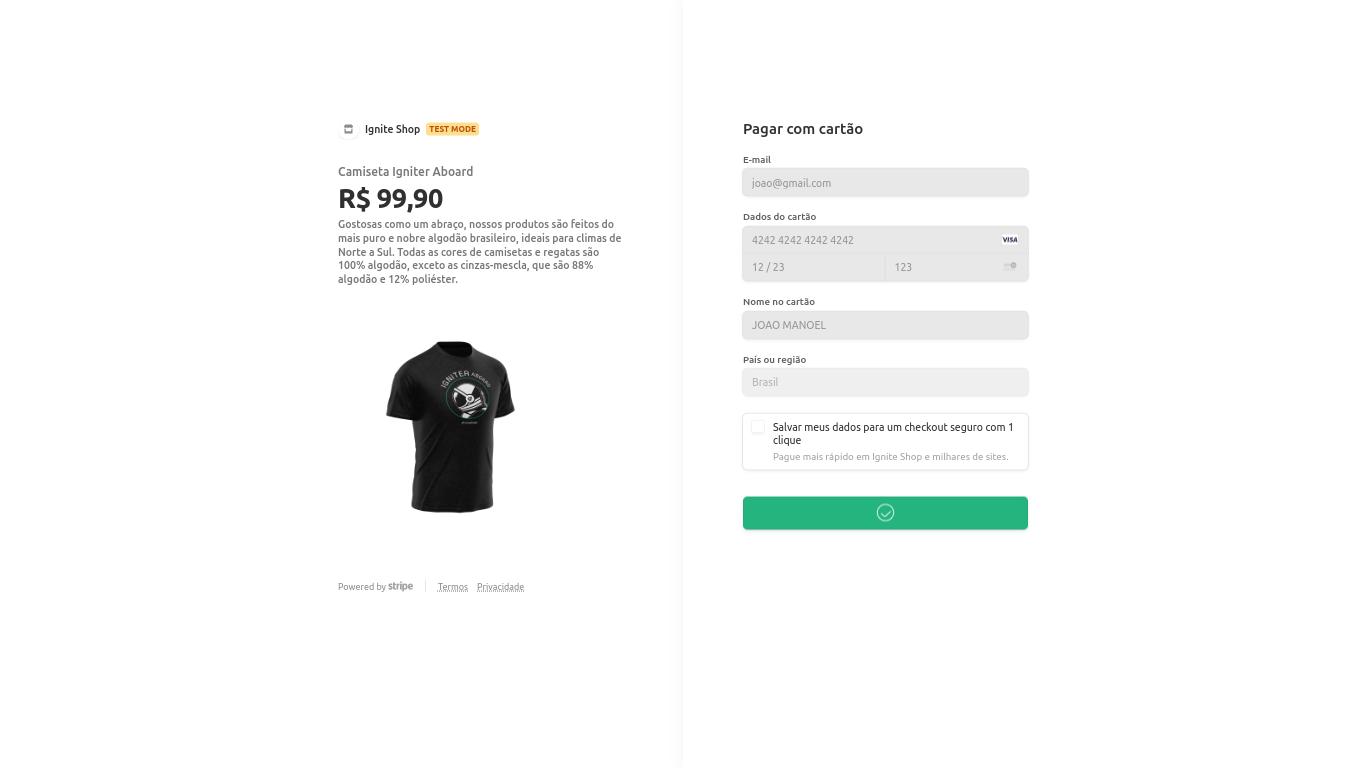 Ignite Shop TEST MODE
Camiseta Igniter Aboard
R$ 99,90
Gostosas como um abraço, nossos produtos são feitos do
mais puro e nobre algodão brasileiro, ideais para climas de
Norte a Sul. Todas as cores de camisetas e regatas são
100% algodão, exceto as cinzas-mescla, que são 88%
algodão e 12% poliéster.
IGNITER ABOARD
Powered by stripe
Termos Privacidade
Pagar com cartão
E-mail
joao@gmail.com
Dados do cartão
4242 4242 4242 4242 VISA
12 / 23 123
Nome no cartão
JOAO MANOEL
País ou região
Brasil
Salvar meus dados para um checkout seguro com 1
clique
Pague mais rápido em Ignite Shop e milhares de sites.